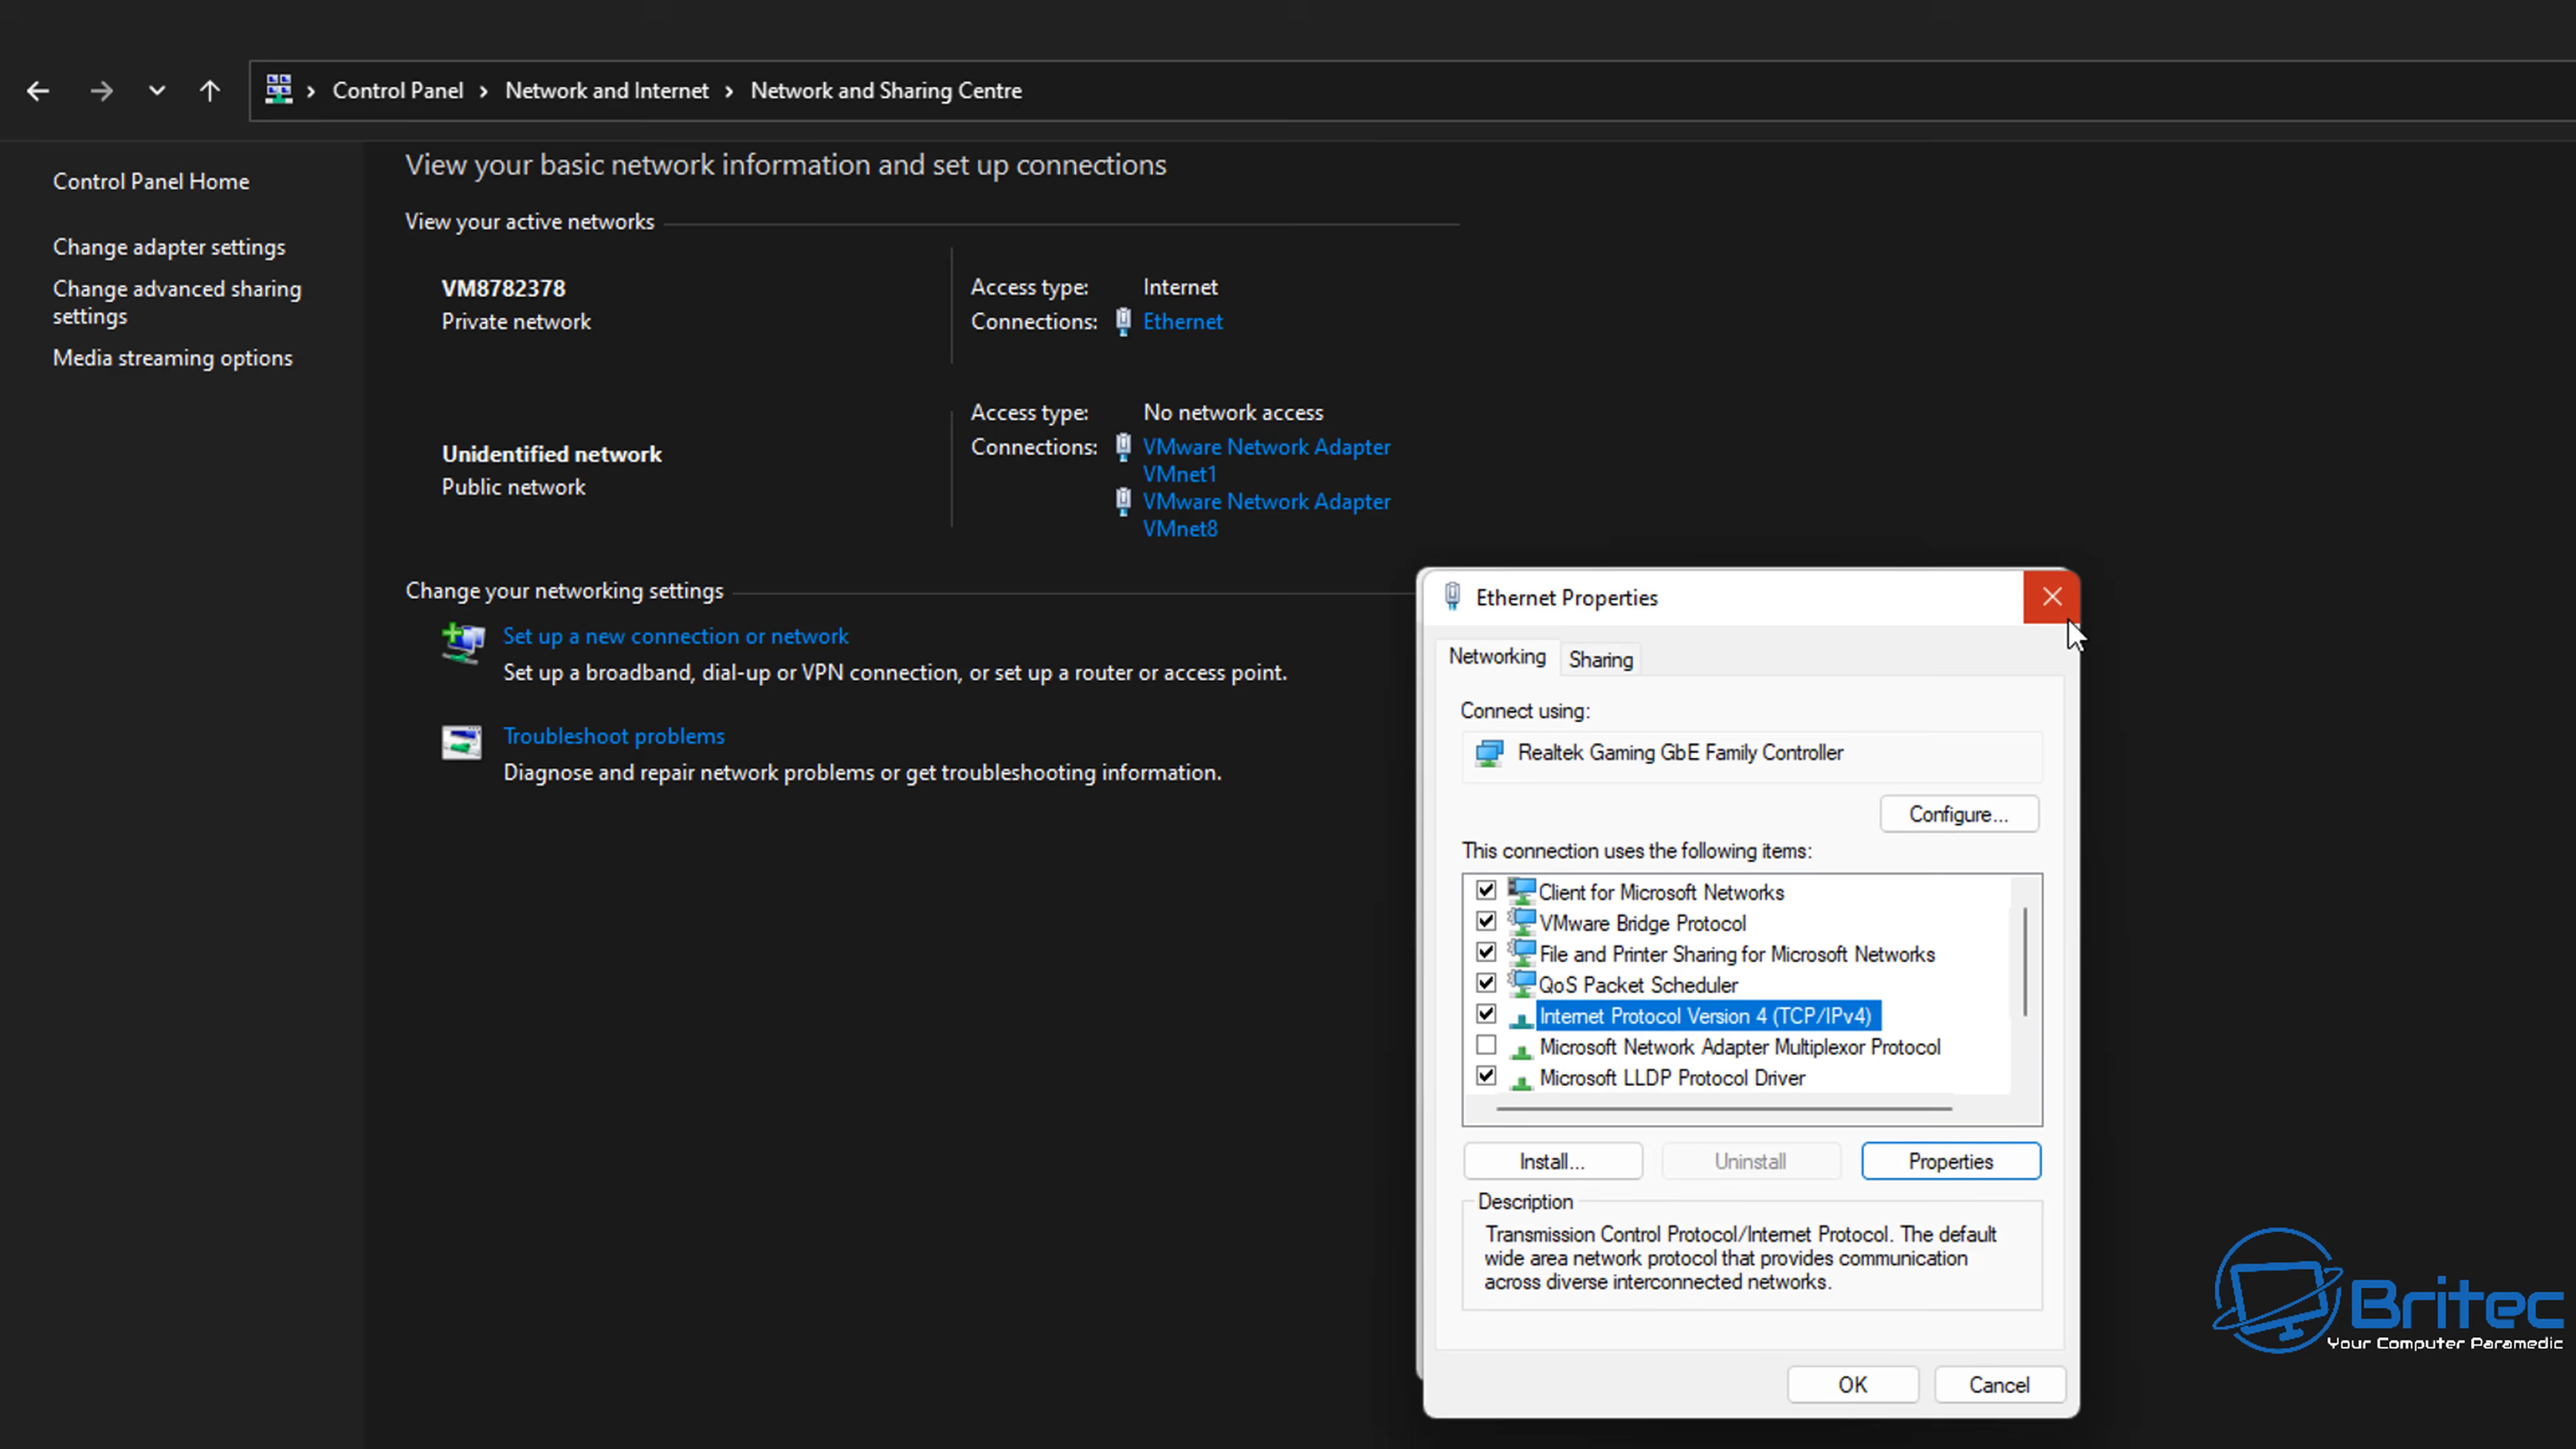 Control Panel > Network and Internet > Network and Sharing Centre
Control Panel Home
Change adapter settings
Change advanced sharing
settings
Media streaming options
View your basic network information and set up connections
View your active networks
VM8782378
Private network
Access type: Internet
Connections: Ethernet
Unidentified network
Public network
Access type: No network access
Connections: VMware Network Adapter
VMnet1
VMware Network Adapter
VMnet8
Change your networking settings
Set up a new connection or network
Set up a broadband, dial-up or VPN connection, or set up a router or access point.
Troubleshoot problems
Diagnose and repair network problems or get troubleshooting information.
Ethernet Properties
Networking Sharing
Connect using:
Realtek Gaming GbE Family Controller
Configure...
This connection uses the following items:
Client for Microsoft Networks
VMware Bridge Protocol
File and Printer Sharing for Microsoft Networks
QoS Packet Scheduler
Internet Protocol Version 4 (TCP/IPv4)
Microsoft Network Adapter Multiplexor Protocol
Microsoft LLDP Protocol Driver
Install... Uninstall Properties
Description
Transmission Control Protocol/Internet Protocol. The default
wide area network protocol that provides communication
across diverse interconnected networks.
OK Cancel
Britec
Your Computer Paramedic